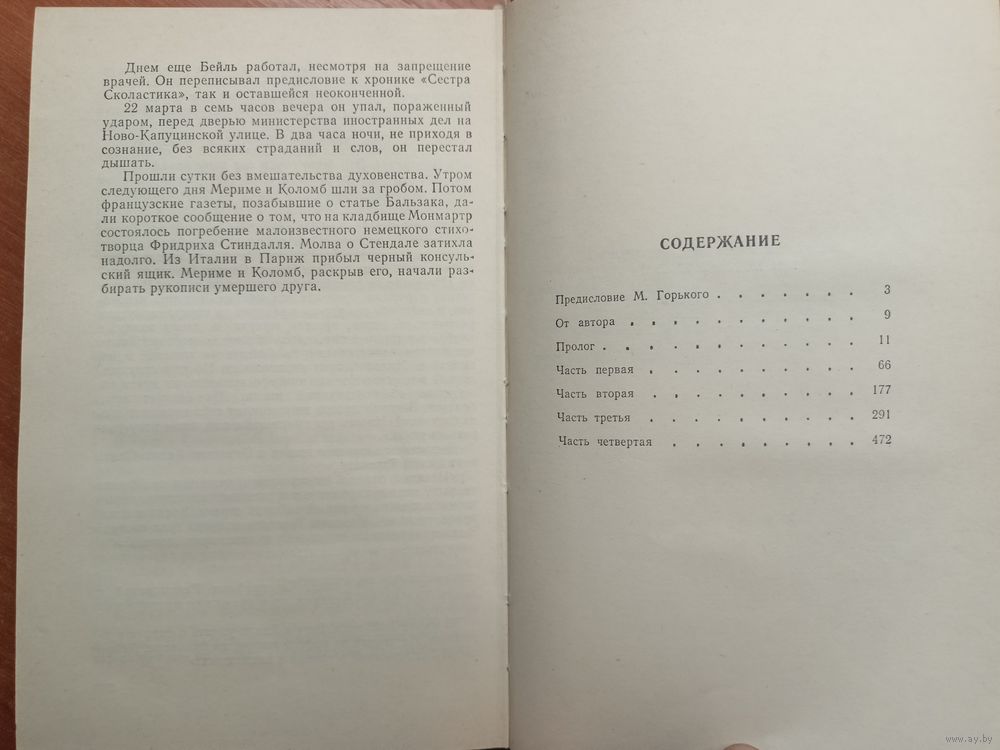 Днем еще Бейль работал, несмотря на запрещение
врачей. Он переписывал предисловие к хронике «Сестра
Сколастика», так и оставшейся неоконченной.
22 марта в семь часов вечера он упал, пораженный
ударом, перед дверью министерства иностранных дел на
Ново-Капуцинской улице. В два часа ночи, не приходя в
сознание, без всяких страданий и слов, он перестал
дышать.
Прошли сутки без вмешательства духовенства. Утром
следующего дня Мериме и Коломб шли за гробом. Потом
французские газеты, позабывшие о статье Бальзака, да-
ли короткое сообщение о том, что на кладбище Монмартр
состоялось погребение малоизвестного немецкого стихо-
творца Фридриха Стиндалля. Молва о Стендале затихла
надолго. Из Италии в Париж прибыл черный консуль-
ский ящик. Мериме и Коломб, раскрыв его, начали раз-
бирать рукописи умершего друга.
СОДЕРЖАНИЕ
Предисловие М. Горького . . . . . . . 3
От автора . . . . . . . . . . . 9
Пролог . . . . . . . . . . . . 11
Часть первая . . . . . . . . . . 66
Часть вторая . . . . . . . . . . 177
Часть третья . . . . . . . . . . 291
Часть четвертая . . . . . . . . . 472
www.ay.by